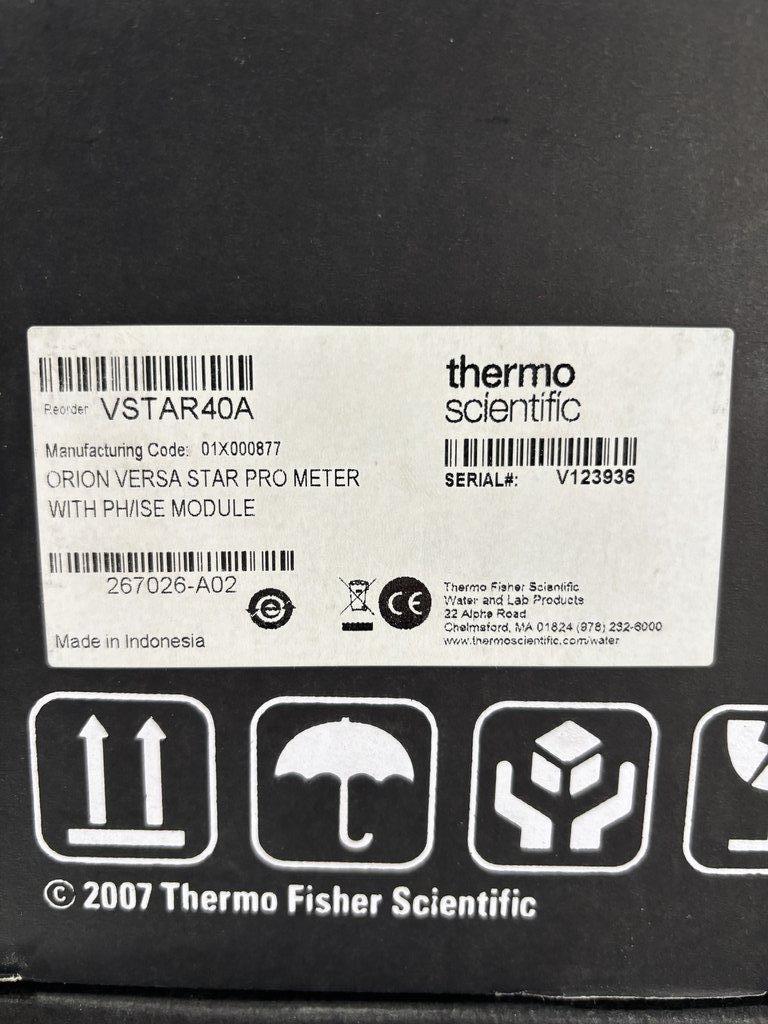 Reorder VSTAR40A
Manufacturing Code: 01X000877
ORION VERSA STAR PRO METER
WITH PH/ISE MODULE
267026-A02
Made in Indonesia
thermo
scientific
SERIAL#: V123936
e
CE
Thermo Fisher Scientific
Water and Lab Products
22 Alpha Road
Chelmsford, MA 01824 (978) 232-6000
www.thermoscientific.com/water
© 2007 Thermo Fisher Scientific